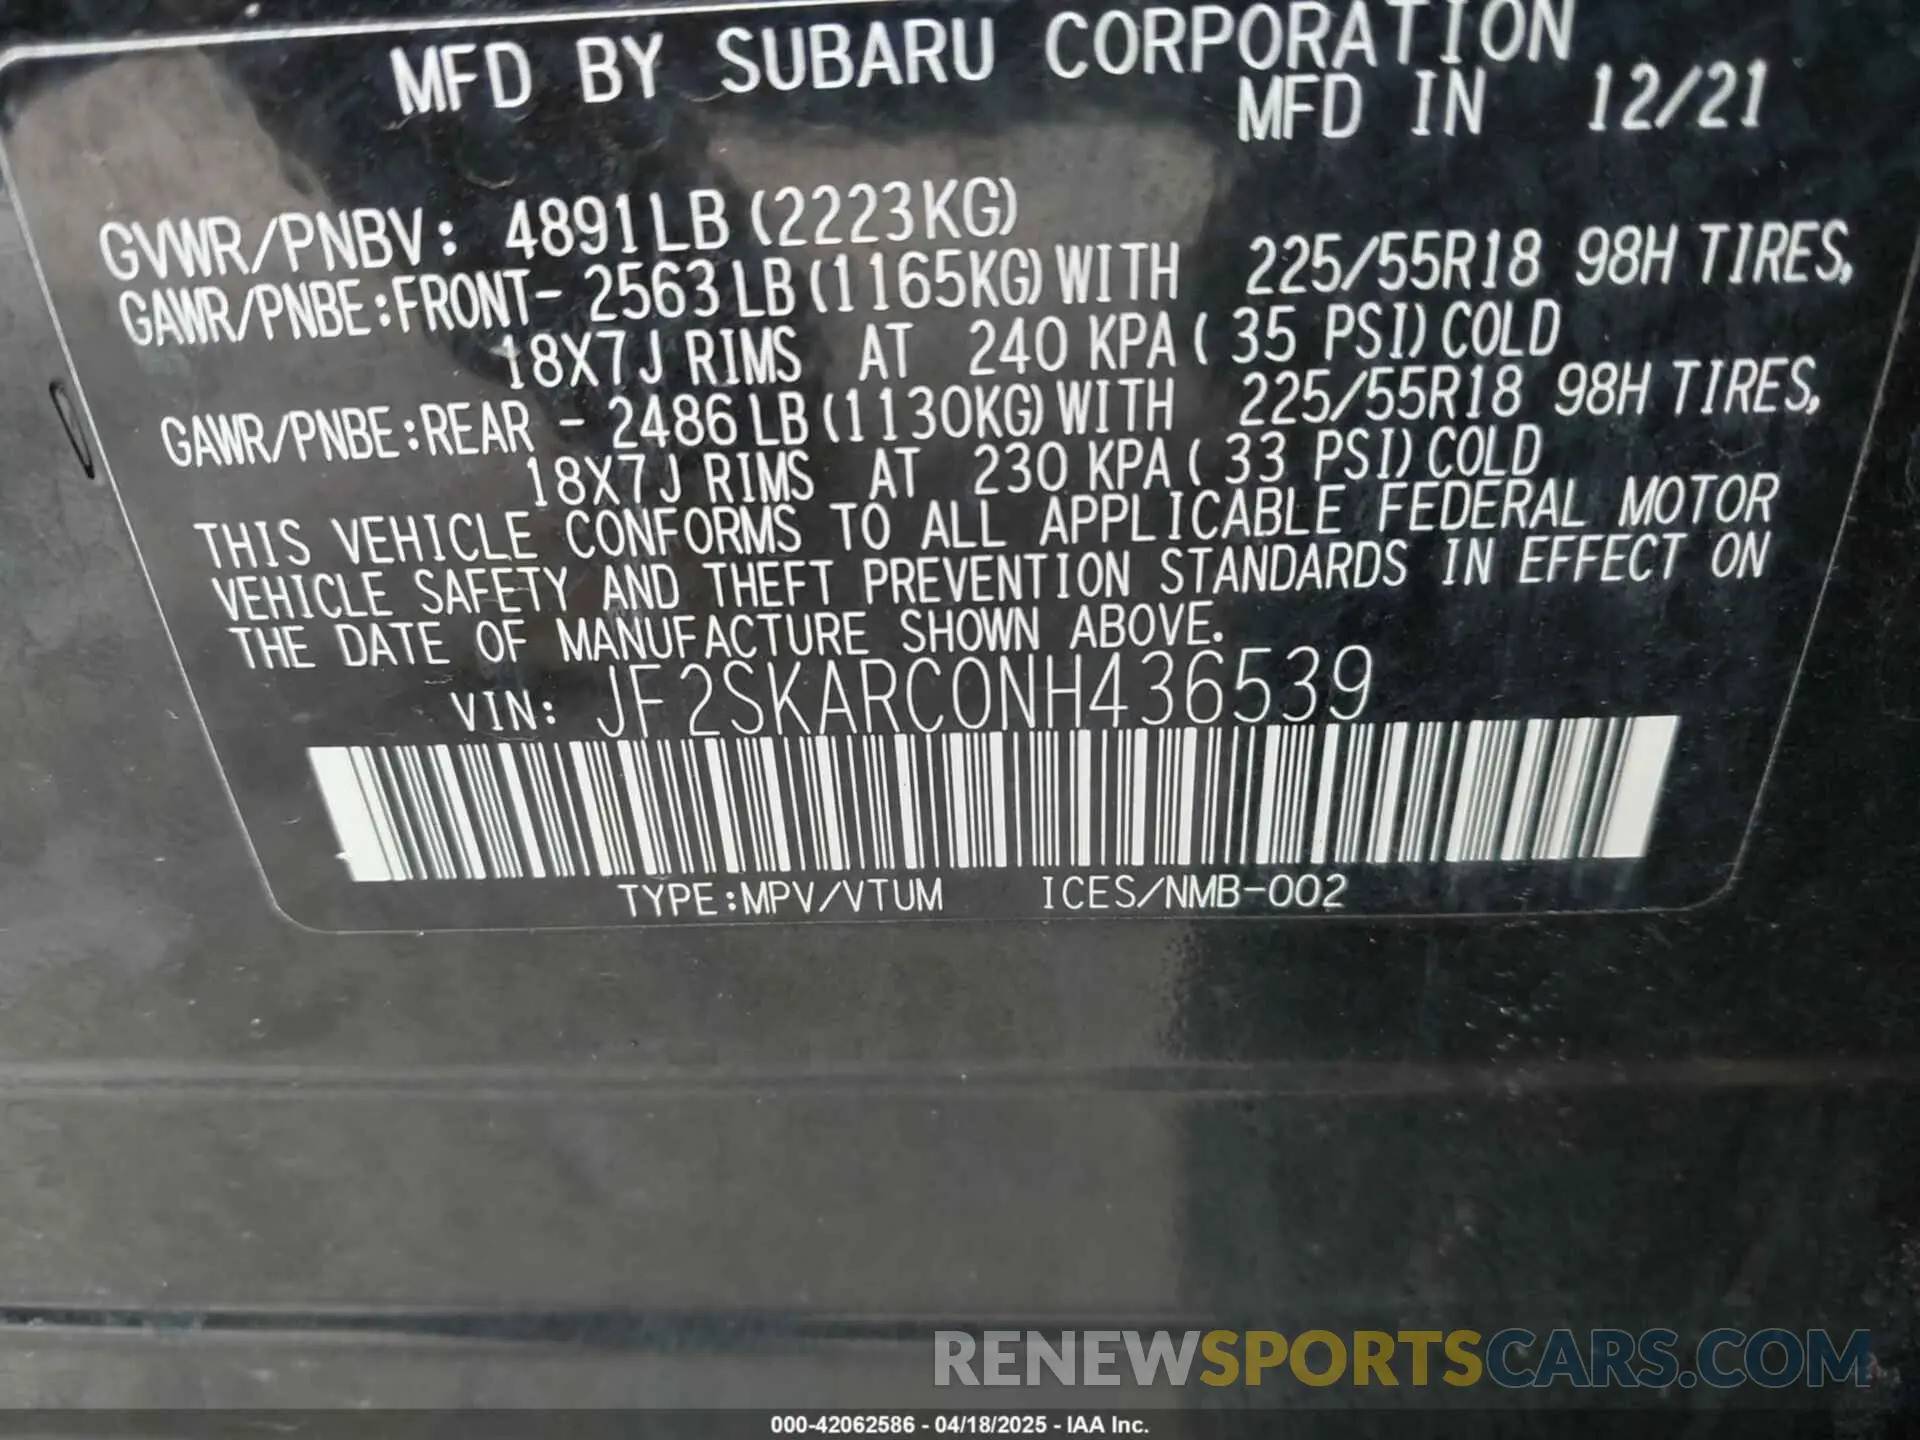 MFD BY SUBARU CORPORATION
MFD IN 12/21
GVWR/PNBV: 4891LB (2223KG)
GAWR/PNBE:FRONT- 2563LB (1165KG) WITH 225/55R18 98H TIRES,
18X7J RIMS AT 240 KPA ( 35 PSI) COLD
GAWR/PNBE:REAR - 2486LB (1130KG) WITH 225/55R18 98H TIRES,
18X7J RIMS AT 230 KPA ( 33 PSI) COLD
THIS VEHICLE CONFORMS TO ALL APPLICABLE FEDERAL MOTOR
VEHICLE SAFETY AND THEFT PREVENTION STANDARDS IN EFFECT ON
THE DATE OF MANUFACTURE SHOWN ABOVE.
VIN: JF2SKARC0NH436539
TYPE:MPV/VTUM ICES/NMB-002
RENEWSPORTSCARS.COM
000-42062586 - 04/18/2025 - IAA Inc.